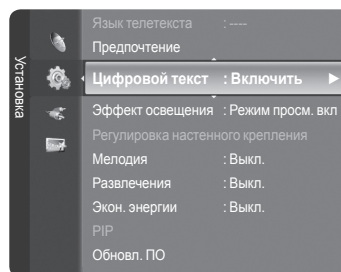 Установка
Язык телетекста : ----
Предпочтение
Цифровой текст : Включить ►
Эффект освещения : Режим просм. вкл
Регулировка настенного крепления
Мелодия : Выкл.
Развлечения : Выкл.
Экон. энергии : Выкл.
PIP
Обновл. ПО